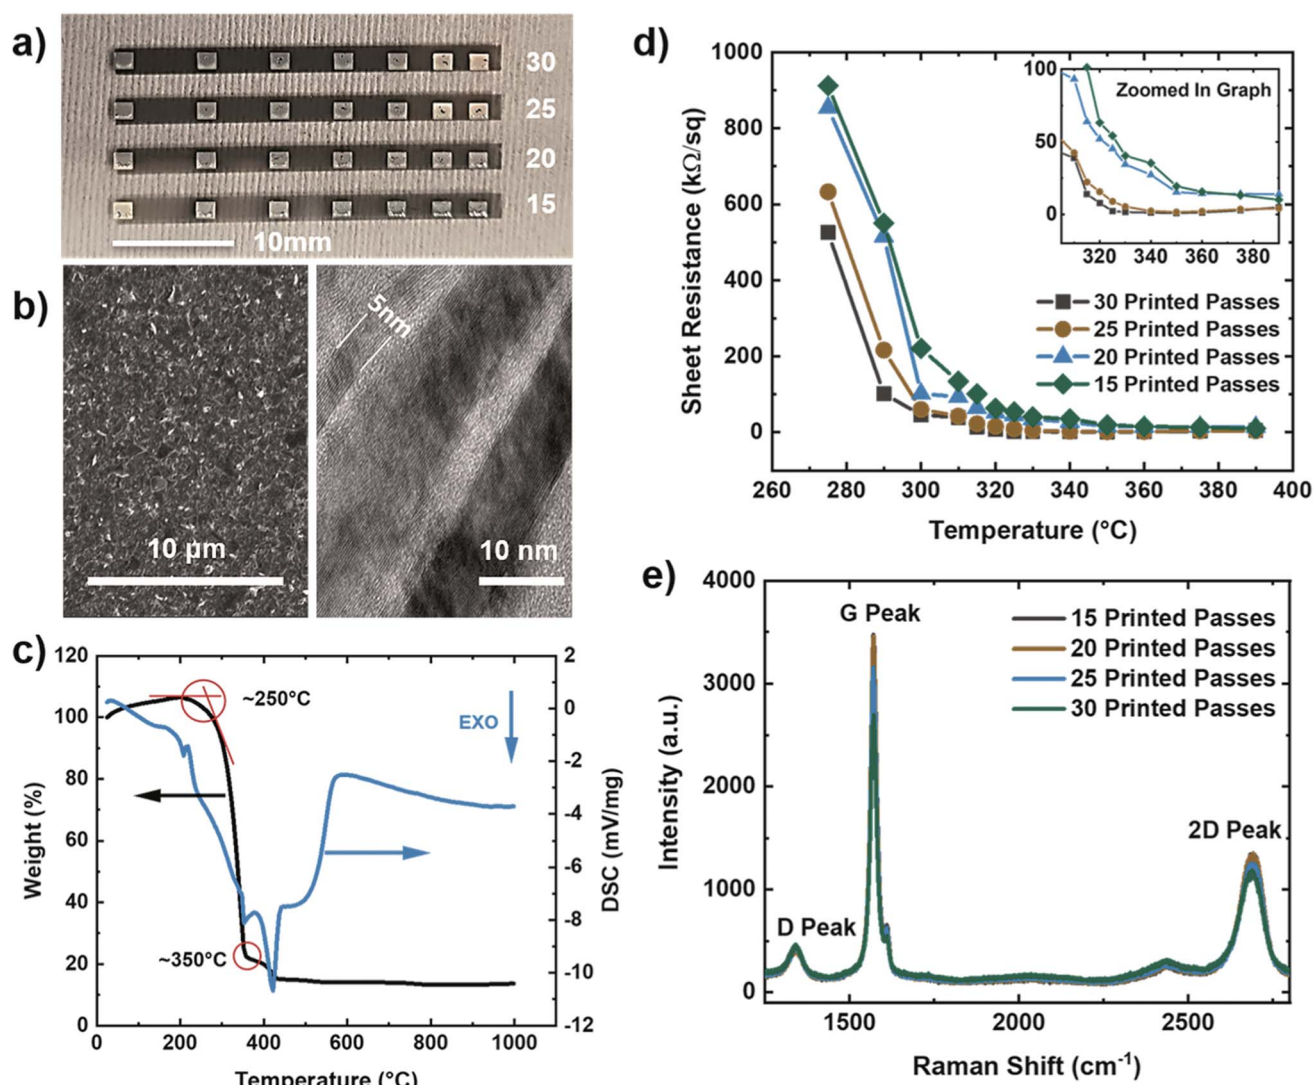 a)
30
25
20
15
10mm
b)
10 µm
5nm
10 nm
c)
120
100
80
60
40
20
0
Weight (%)
~250°C
~350°C
EXO
2
0
-2
-4
-6
-8
-10
-12
DSC (mV/mg)
0 200 400 600 800 1000
Temperature (°C)
d)
1000
800
600
400
200
0
Sheet Resistance (kΩ/sq)
100
50
0
Zoomed In Graph
320 340 360 380
30 Printed Passes
25 Printed Passes
20 Printed Passes
15 Printed Passes
260 280 300 320 340 360 380 400
Temperature (°C)
e)
4000
3000
2000
1000
0
Intensity (a.u.)
G Peak
D Peak
2D Peak
15 Printed Passes
20 Printed Passes
25 Printed Passes
30 Printed Passes
1500 2000 2500
Raman Shift (cm-1)